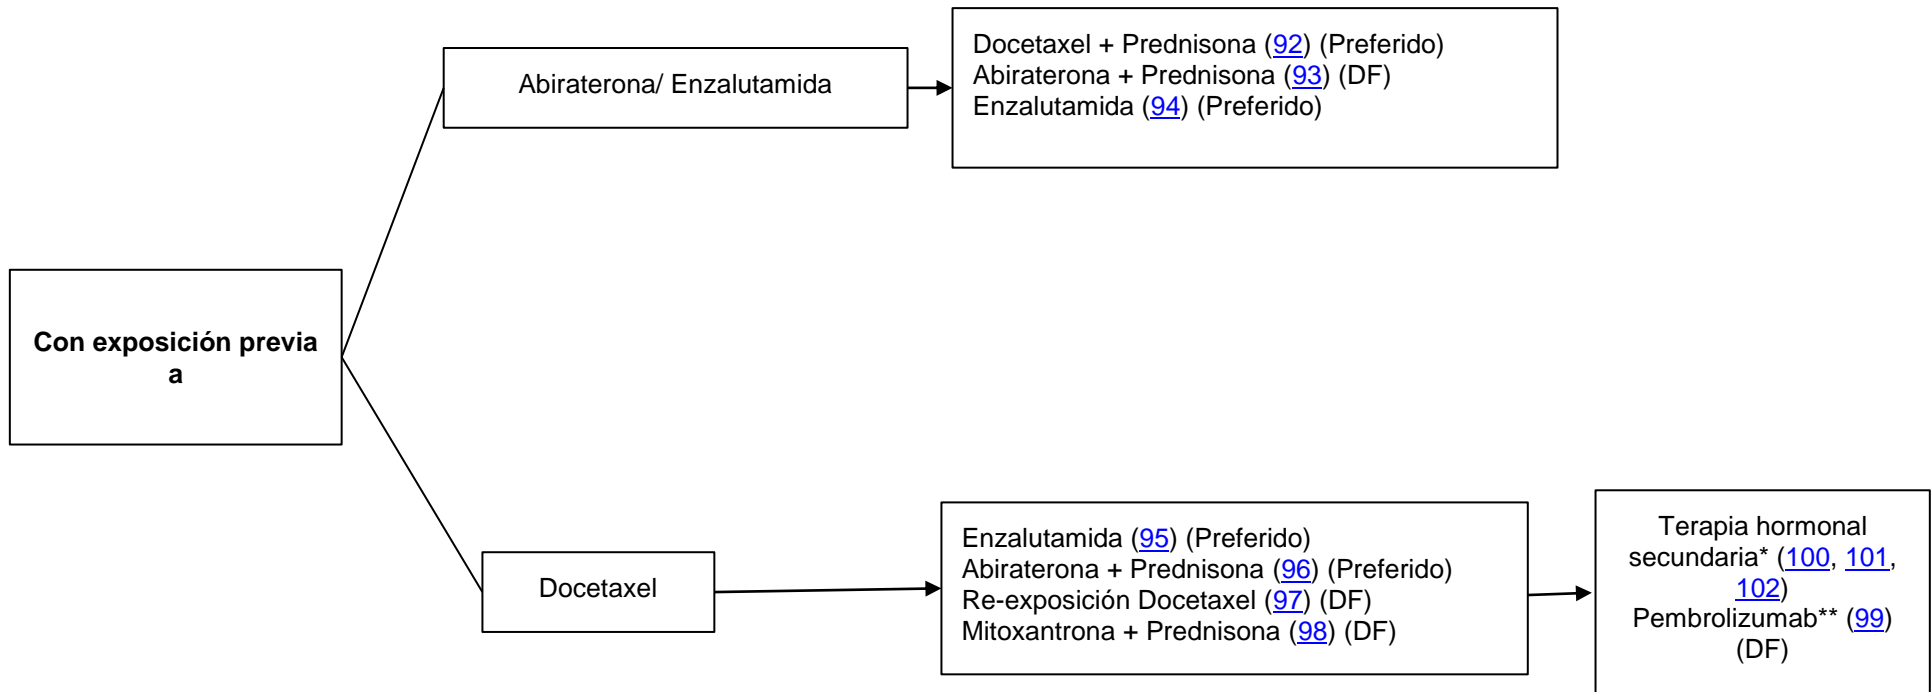 Con exposición previa
a
Abiraterona/ Enzalutamida
Docetaxel + Prednisona (92) (Preferido)
Abiraterona + Prednisona (93) (DF)
Enzalutamida (94) (Preferido)
Docetaxel
Enzalutamida (95) (Preferido)
Abiraterona + Prednisona (96) (Preferido)
Re-exposición Docetaxel (97) (DF)
Mitoxantrona + Prednisona (98) (DF)
Terapia hormonal
secundaria* (100, 101,
102)
Pembrolizumab** (99)
(DF)